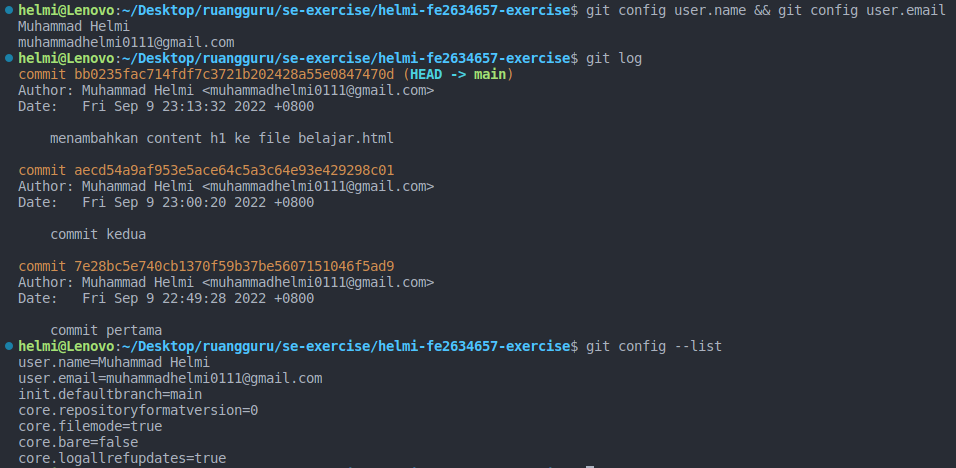 helmi@Lenovo:~/Desktop/ruangguru/se-exercise/helmi-fe2634657-exercise$ git config user.name && git config user.email
Muhammad Helmi
muhammadhelmi0111@gmail.com
helmi@Lenovo:~/Desktop/ruangguru/se-exercise/helmi-fe2634657-exercise$ git log
commit bb0235fac714fdf7c3721b202428a55e0847470d (HEAD -> main)
Author: Muhammad Helmi <muhammadhelmi0111@gmail.com>
Date:   Fri Sep 9 23:13:32 2022 +0800
    menambahkan content h1 ke file belajar.html
commit aecd54a9af953e5ace64c5a3c64e93e429298c01
Author: Muhammad Helmi <muhammadhelmi0111@gmail.com>
Date:   Fri Sep 9 23:00:20 2022 +0800
    commit kedua
commit 7e28bc5e740cb1370f59b37be5607151046f5ad9
Author: Muhammad Helmi <muhammadhelmi0111@gmail.com>
Date:   Fri Sep 9 22:49:28 2022 +0800
    commit pertama
helmi@Lenovo:~/Desktop/ruangguru/se-exercise/helmi-fe2634657-exercise$ git config --list
user.name=Muhammad Helmi
user.email=muhammadhelmi0111@gmail.com
init.defaultbranch=main
core.repositoryformatversion=0
core.filemode=true
core.bare=false
core.logallrefupdates=true